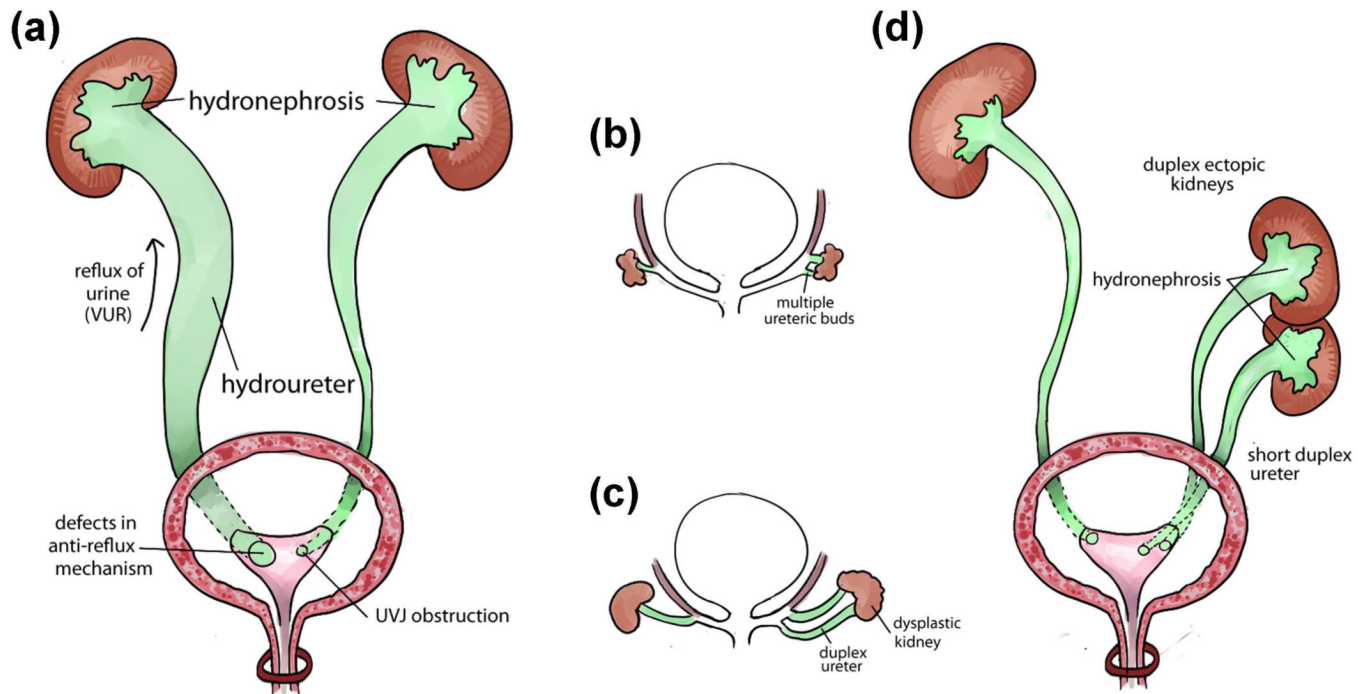 (a)
hydronephrosis
reflux of
urine
(VUR)
hydroureter
defects in
anti-reflux
mechanism
UVJ obstruction
(b)
multiple
ureteric buds
(c)
duplex
ureter
dysplastic
kidney
(d)
duplex ectopic
kidneys
hydronephrosis
short duplex
ureter